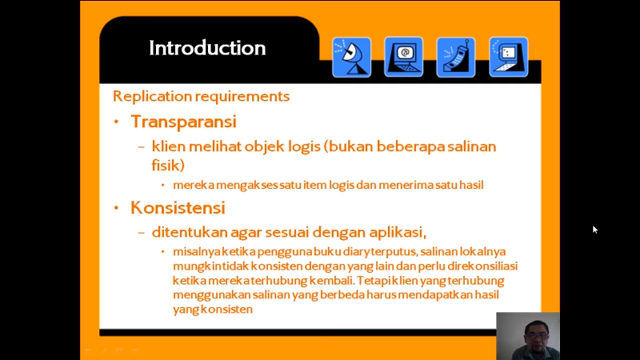 Introduction
Replication requirements
• Transparansi
– klien melihat objek logis (bukan beberapa salinan
fisik)
• mereka mengakses satu item logis dan menerima satu hasil
• Konsistensi
– ditentukan agar sesuai dengan aplikasi,
• misalnya ketika pengguna buku diary terputus, salinan lokalnya
mungkin tidak konsisten dengan yang lain dan perlu direkonsiliasi
ketika mereka terhubung kembali. Tetapi klien yang terhubung
menggunakan salinan yang berbeda harus mendapatkan hasil
yang konsisten